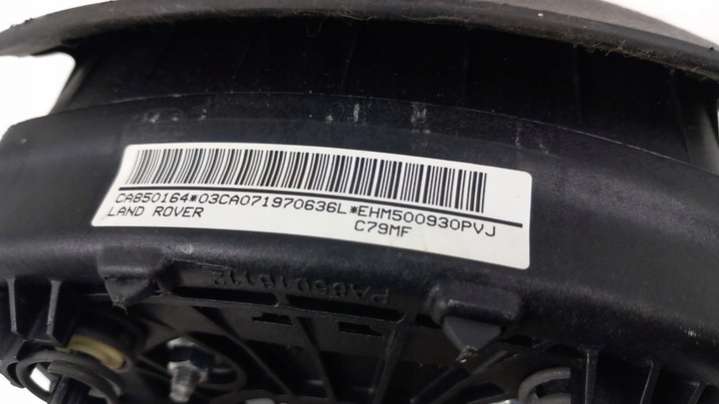 CA850164*03CA071970636L*EHM500930PVJ
LAND ROVER C79MF